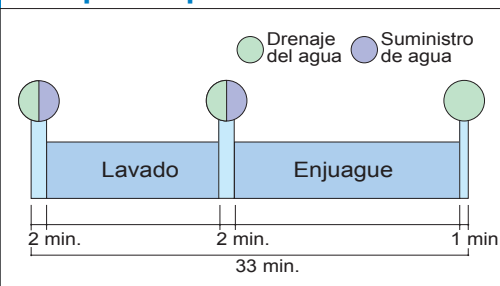 Drenaje
del agua
Suministro
de agua
Lavado
Enjuague
2 min.
2 min.
1 min
33 min.